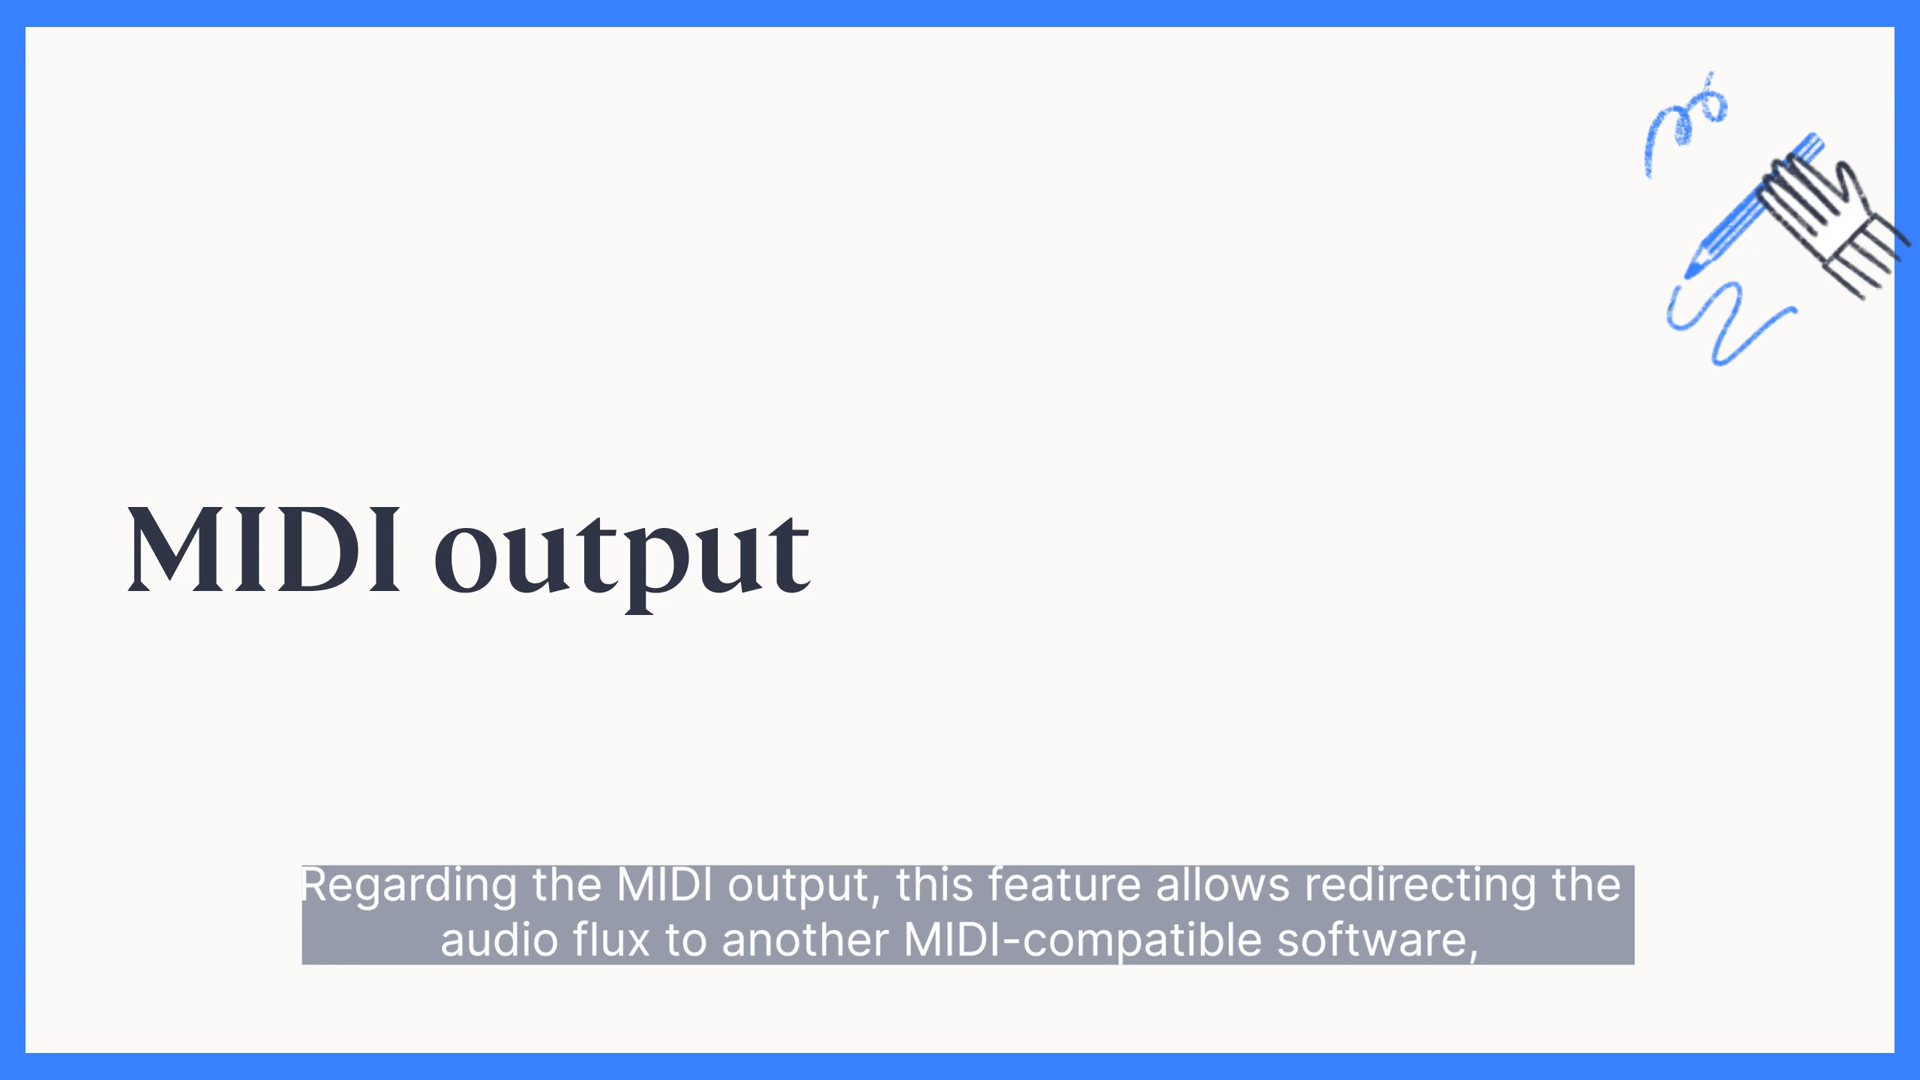 MIDI output
Regarding the MIDI output, this feature allows redirecting the
audio flux to another MIDI-compatible software,